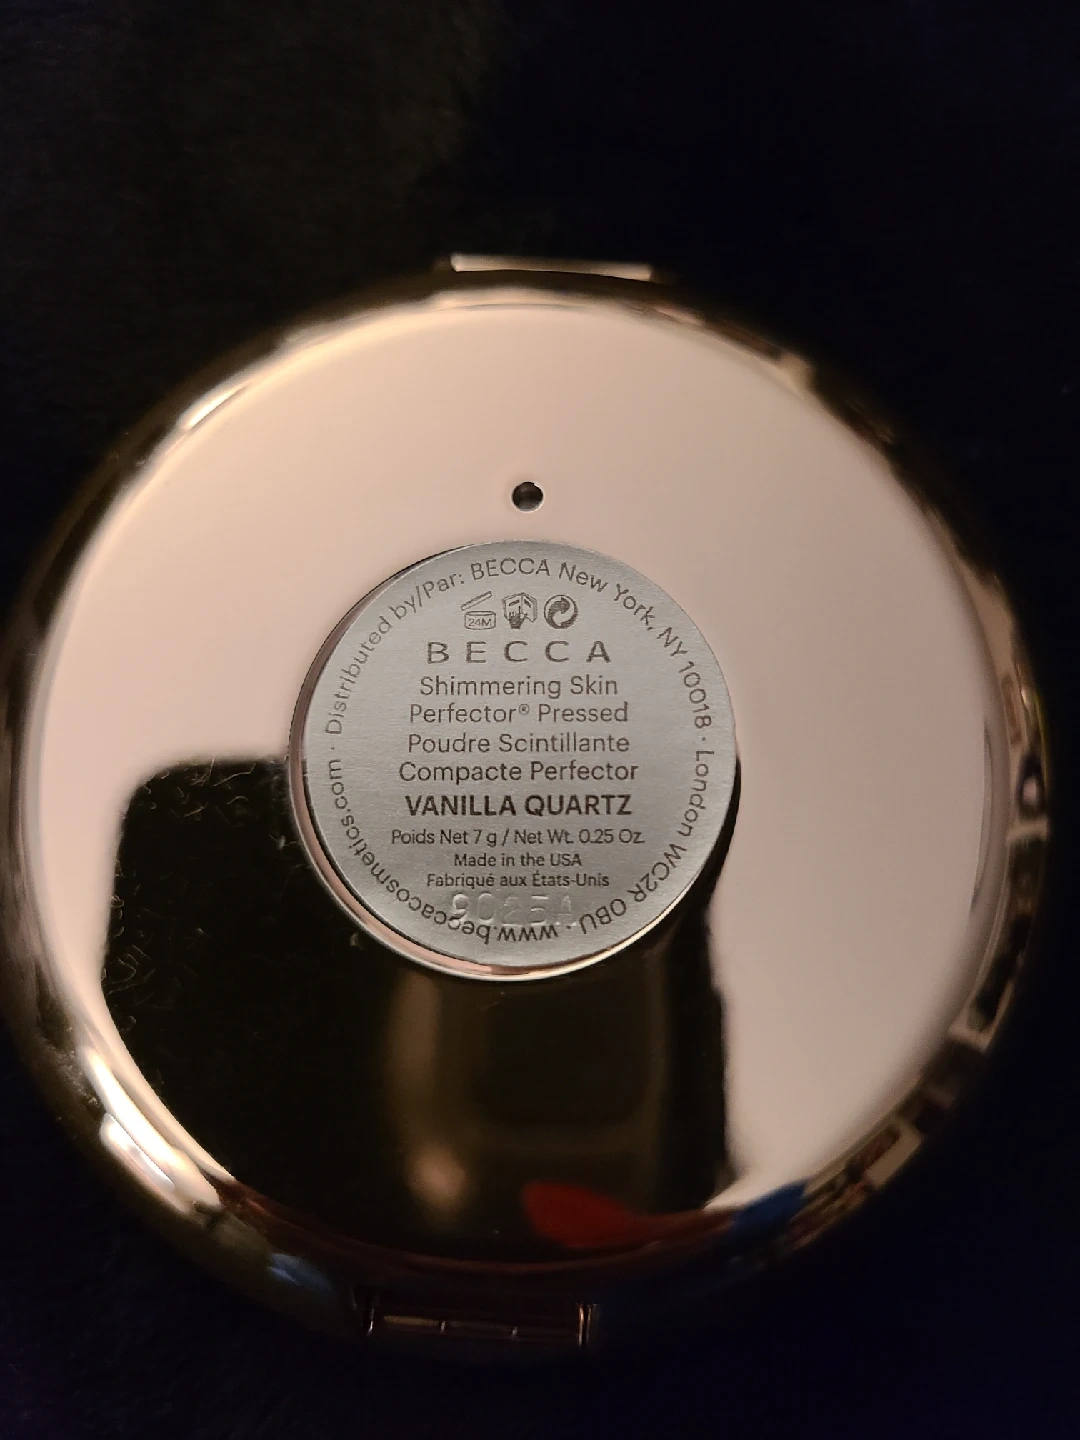 Distributed by/Par: BECCA New York, NY 10018 · London WC2R 0BU · www.beccacosmetics.com ·
24M
BECCA
Shimmering Skin
Perfector® Pressed
Poudre Scintillante
Compacte Perfector
VANILLA QUARTZ
Poids Net 7 g / Net Wt. 0.25 Oz.
Made in the USA
Fabriqué aux États-Unis